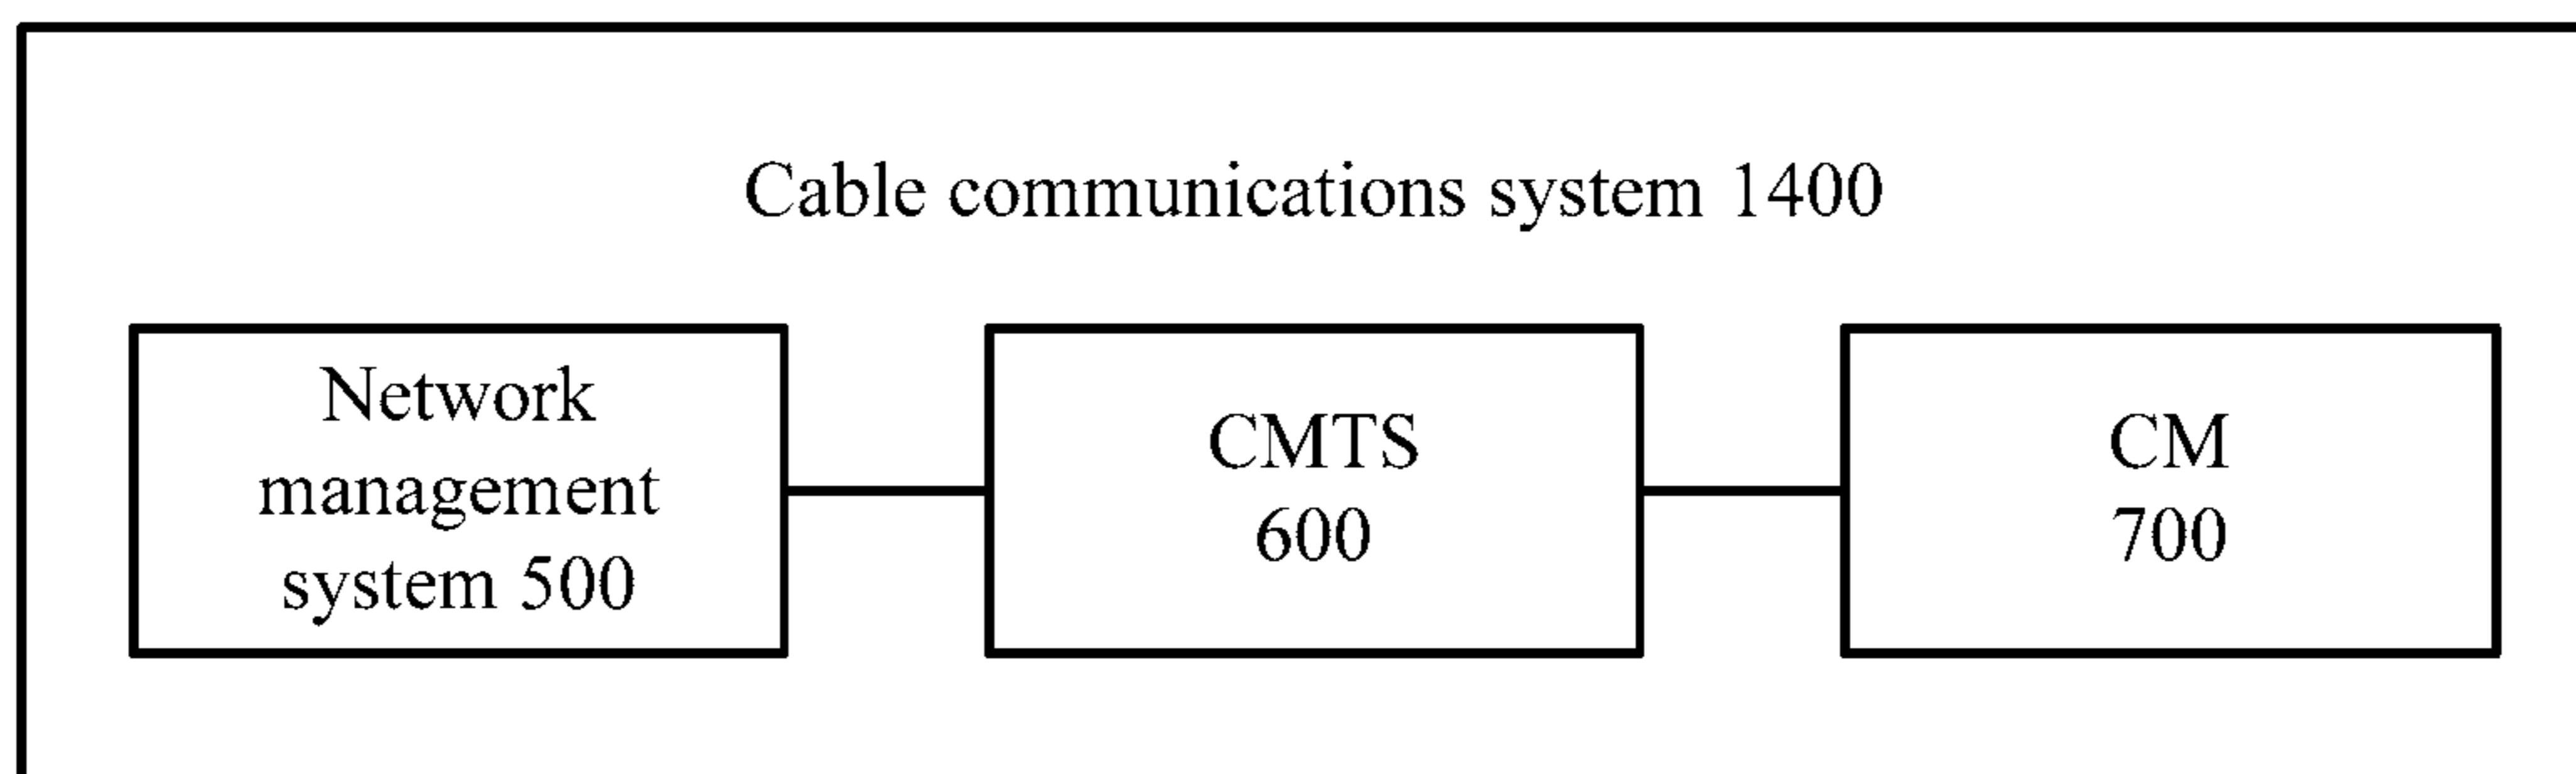 Cable communications system 1400
Network
management
system 500
CMTS
600
CM
700